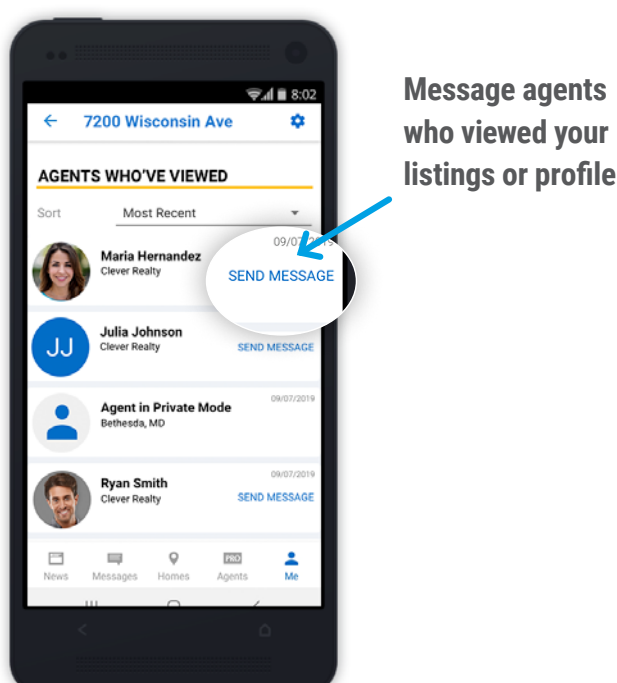 8:02
7200 Wisconsin Ave
AGENTS WHO'VE VIEWED
Sort Most Recent
09/07/2019
Maria Hernandez
Clever Realty
SEND MESSAGE
JJ
Julia Johnson
Clever Realty
SEND MESSAGE
09/07/2019
Agent in Private Mode
Bethesda, MD
09/07/2019
Ryan Smith
Clever Realty
SEND MESSAGE
PRO
News Messages Homes Agents Me
Message agents
who viewed your
listings or profile